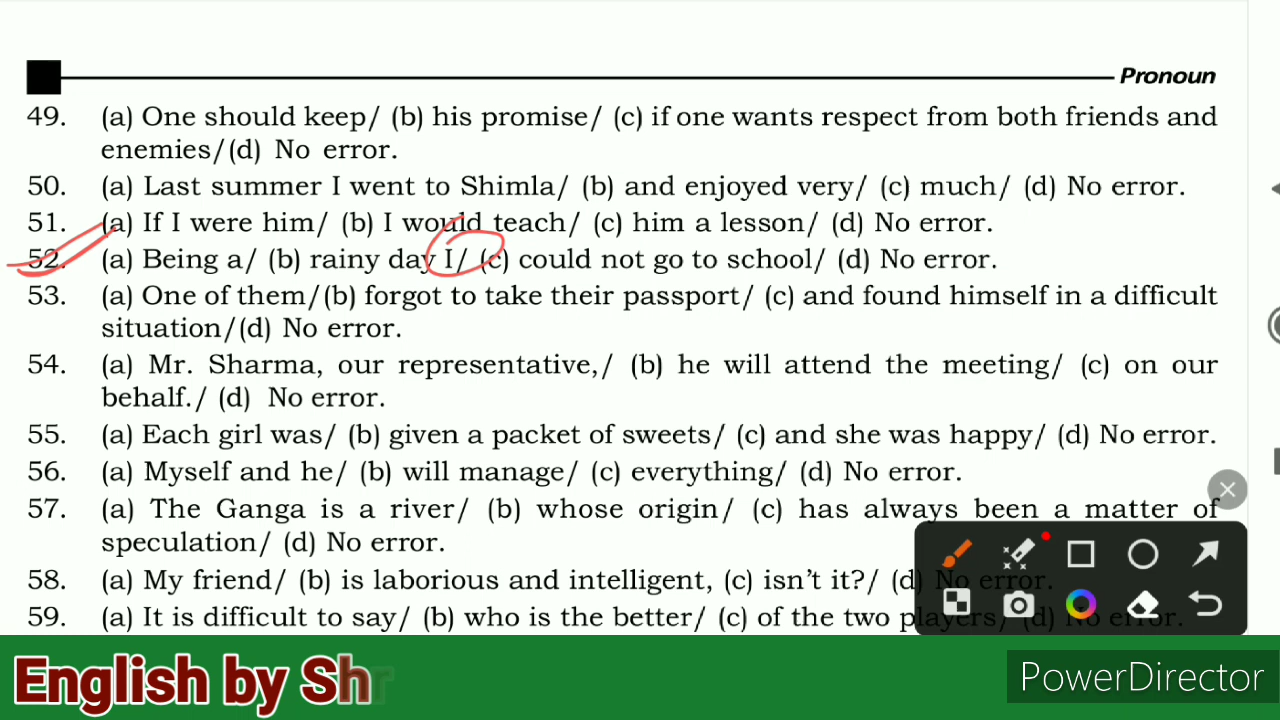 Pronoun
49. (a) One should keep/ (b) his promise/ (c) if one wants respect from both friends and
enemies/(d) No error.
50. (a) Last summer I went to Shimla/ (b) and enjoyed very/ (c) much/ (d) No error.
51. (a) If I were him/ (b) I would teach/ (c) him a lesson/ (d) No error.
52. (a) Being a/ (b) rainy day I/ (c) could not go to school/ (d) No error.
53. (a) One of them/(b) forgot to take their passport/ (c) and found himself in a difficult
situation/(d) No error.
54. (a) Mr. Sharma, our representative,/ (b) he will attend the meeting/ (c) on our
behalf./ (d) No error.
55. (a) Each girl was/ (b) given a packet of sweets/ (c) and she was happy/ (d) No error.
56. (a) Myself and he/ (b) will manage/ (c) everything/ (d) No error.
57. (a) The Ganga is a river/ (b) whose origin/ (c) has always been a matter of
speculation/ (d) No error.
58. (a) My friend/ (b) is laborious and intelligent, (c) isn't it?/ (d) No error.
59. (a) It is difficult to say/ (b) who is the better/ (c) of the two players/ (d) No error.
English by Shr
PowerDirector